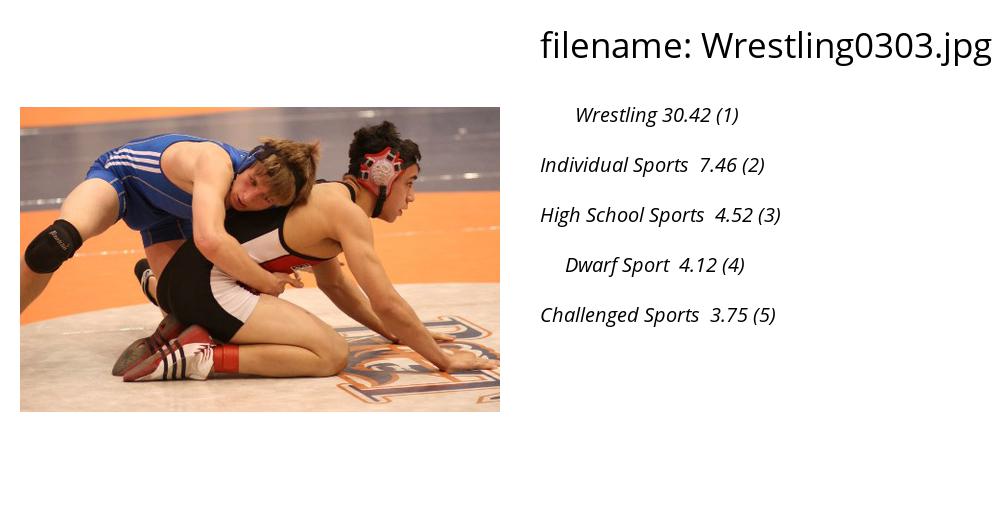 filename: Wrestling0303.jpg
Wrestling 30.42 (1)
Individual Sports 7.46 (2)
High School Sports 4.52 (3)
Dwarf Sport 4.12 (4)
Challenged Sports 3.75 (5)